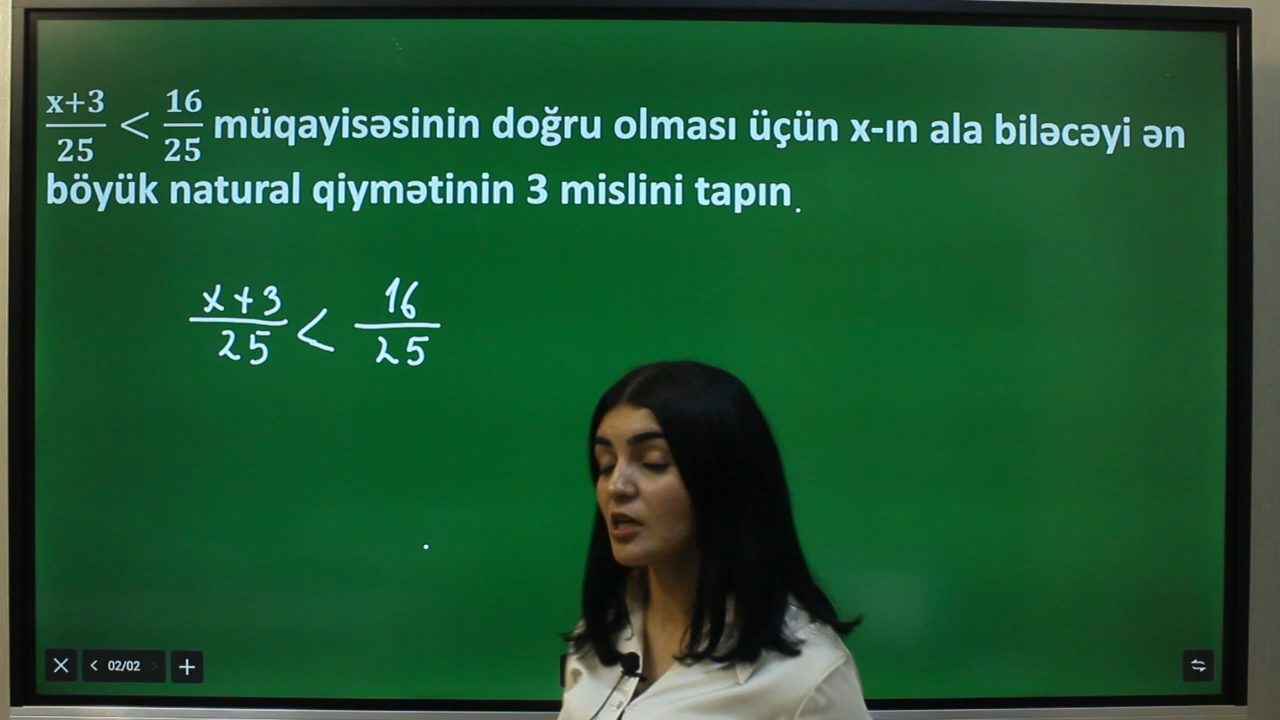 x+3/25 < 16/25 müqayisəsinin doğru olması üçün x-ın ala biləcəyi ən
böyük natural qiymətinin 3 mislini tapın.
x+3/25 < 16/25
02/02